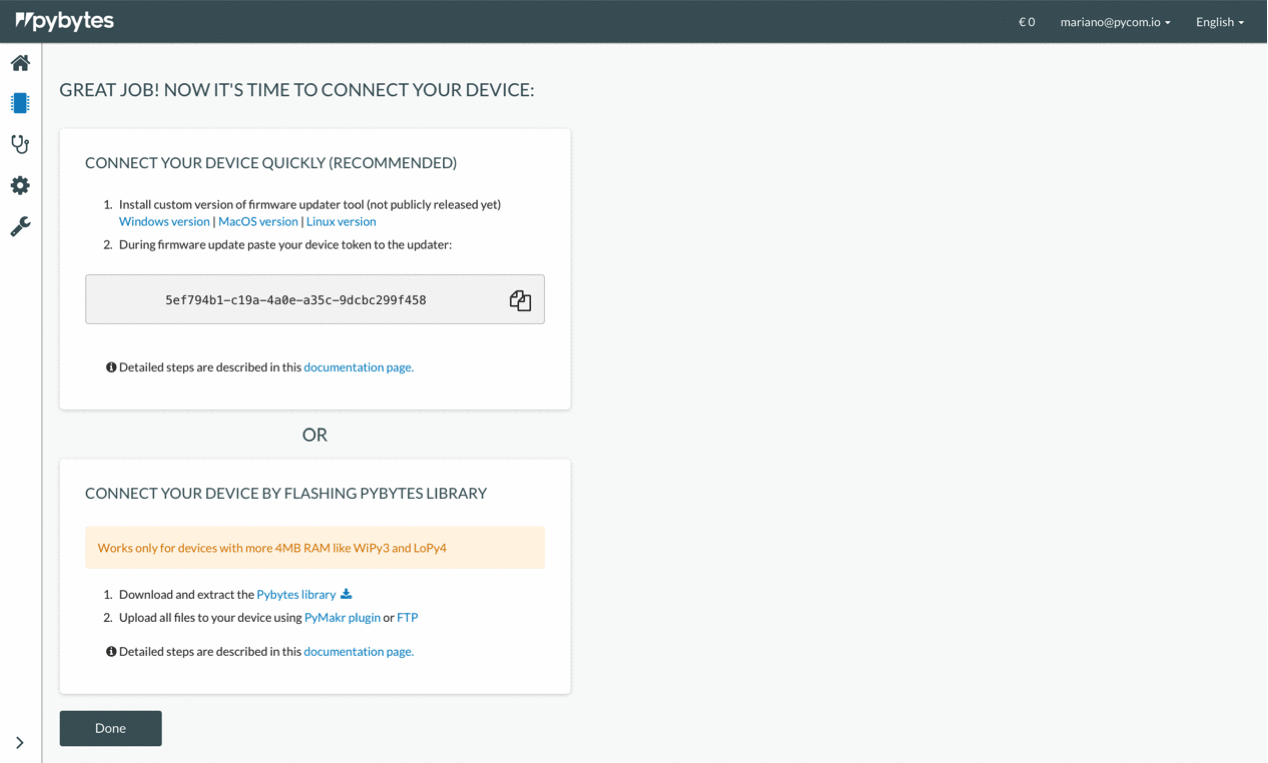 pybytes
€ 0
mariano@pycom.io
English
GREAT JOB! NOW IT'S TIME TO CONNECT YOUR DEVICE:
CONNECT YOUR DEVICE QUICKLY (RECOMMENDED)
1. Install custom version of firmware updater tool (not publicly released yet)
Windows version | MacOS version | Linux version
2. During firmware update paste your device token to the updater:
5ef794b1-c19a-4a0e-a35c-9dcbc299f458
Detailed steps are described in this documentation page.
OR
CONNECT YOUR DEVICE BY FLASHING PYBYTES LIBRARY
Works only for devices with more 4MB RAM like WiPy3 and LoPy4
1. Download and extract the Pybytes library
2. Upload all files to your device using PyMakr plugin or FTP
Detailed steps are described in this documentation page.
Done